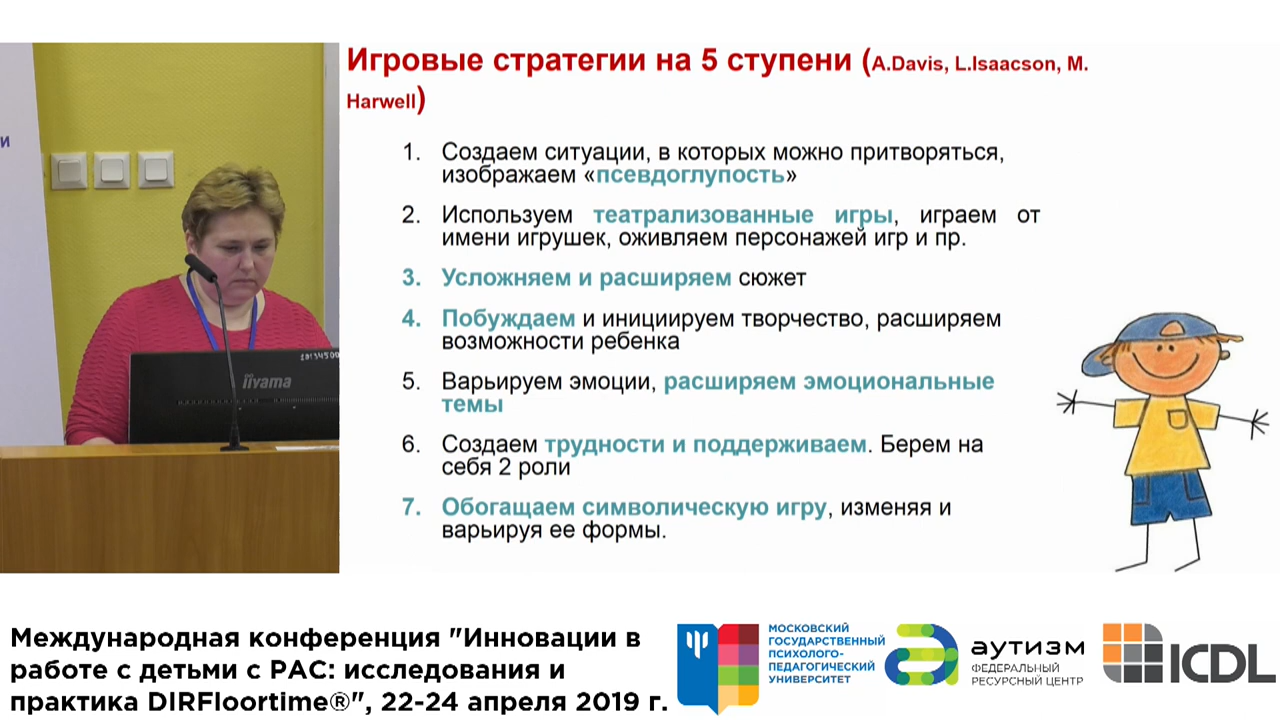 Игровые стратегии на 5 ступени (A.Davis, L.Isaacson, M.
Harwell)
1. Создаем ситуации, в которых можно притворяться,
изображаем «псевдоглупость»
2. Используем театрализованные игры, играем от
имени игрушек, оживляем персонажей игр и пр.
3. Усложняем и расширяем сюжет
4. Побуждаем и инициируем творчество, расширяем
возможности ребенка
5. Варьируем эмоции, расширяем эмоциональные
темы
6. Создаем трудности и поддерживаем. Берем на
себя 2 роли
7. Обогащаем символическую игру, изменяя и
варьируя ее формы.
и
iiyama
Международная конференция "Инновации в
работе с детьми с РАС: исследования и
практика DIRFloortime®", 22-24 апреля 2019 г.
МОСКОВСКИЙ
ГОСУДАРСТВЕННЫЙ
ПСИХОЛОГО-
ПЕДАГОГИЧЕСКИЙ
УНИВЕРСИТЕТ
аутизм
ФЕДЕРАЛЬНЫЙ
РЕСУРСНЫЙ ЦЕНТР
ICDL